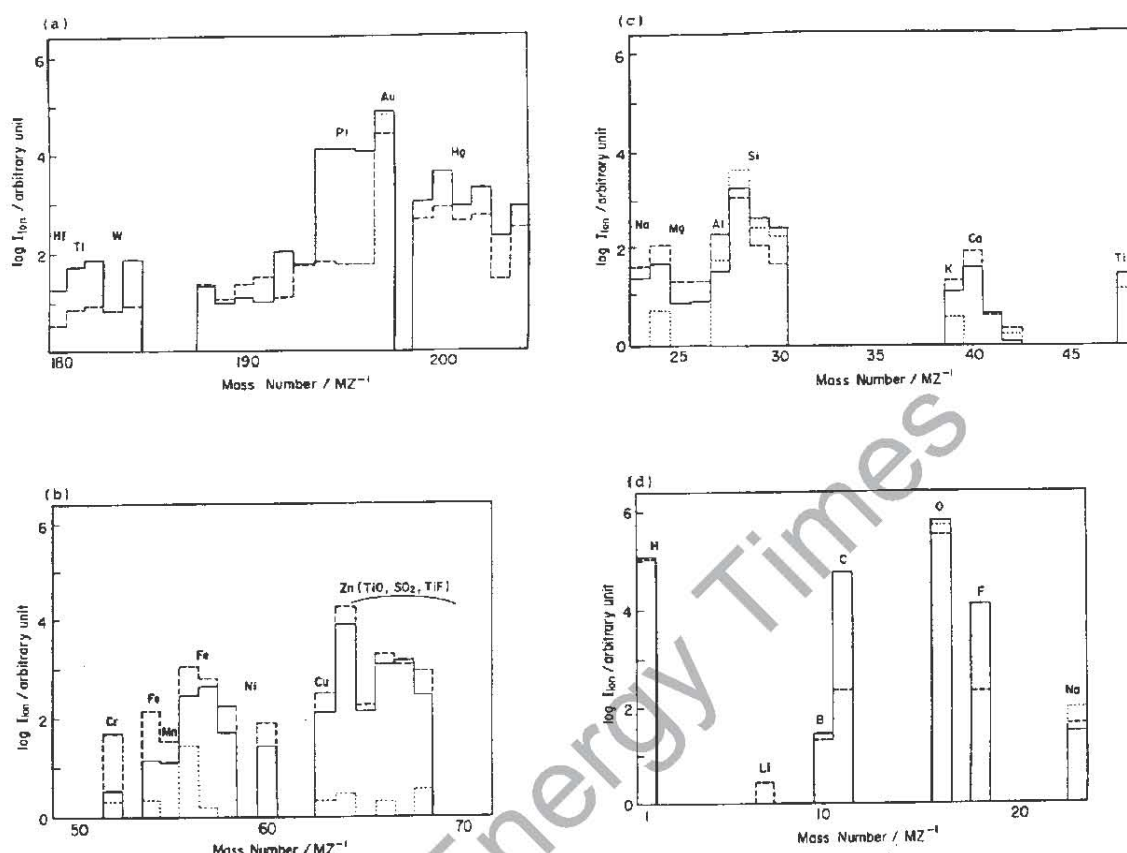 (a)
6
4
2
0
log I_ion / arbitrary unit
Hf
Tl
W
Pt
Au
Hg
180
190
200
Mass Number / MZ⁻¹
(c)
6
4
2
0
log I_ion / arbitrary unit
Na
Mg
Al
Si
K
Ca
Ti
25
30
35
40
45
Mass Number / MZ⁻¹
(b)
6
4
2
0
log I_ion / arbitrary unit
Cr
Fe
Mn
Fe
Ni
Cu
Zn (TiO, SO₂, TiF)
50
60
70
Mass Number / MZ⁻¹
(d)
6
4
2
0
log I_ion / arbitrary unit
H
Li
B
C
O
F
Na
1
10
20
Mass Number / MZ⁻¹
Energy Times